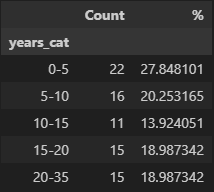 Count %
years_cat
0-5 22 27.848101
5-10 16 20.253165
10-15 11 13.924051
15-20 15 18.987342
20-35 15 18.987342